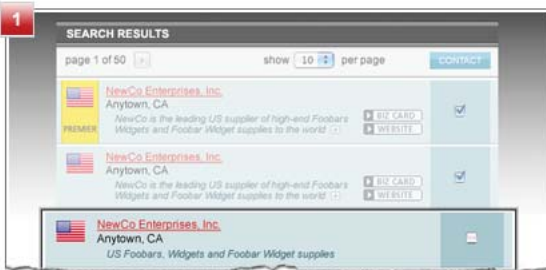 1
SEARCH RESULTS
page 1 of 50 show 10 per page CONTACT
NewCo Enterprises, Inc.
Anytown, CA
PREMIER NewCo is the leading US supplier of high-end Foobars BIZ CARD
Widgets and Foobar Widget supplies to the world WEBSITE
NewCo Enterprises, Inc.
Anytown, CA
NewCo is the leading US supplier of high-end Foobars BIZ CARD
Widgets and Foobar Widget supplies to the world WEBSITE
NewCo Enterprises, Inc.
Anytown, CA
US Foobars, Widgets and Foobar Widget supplies